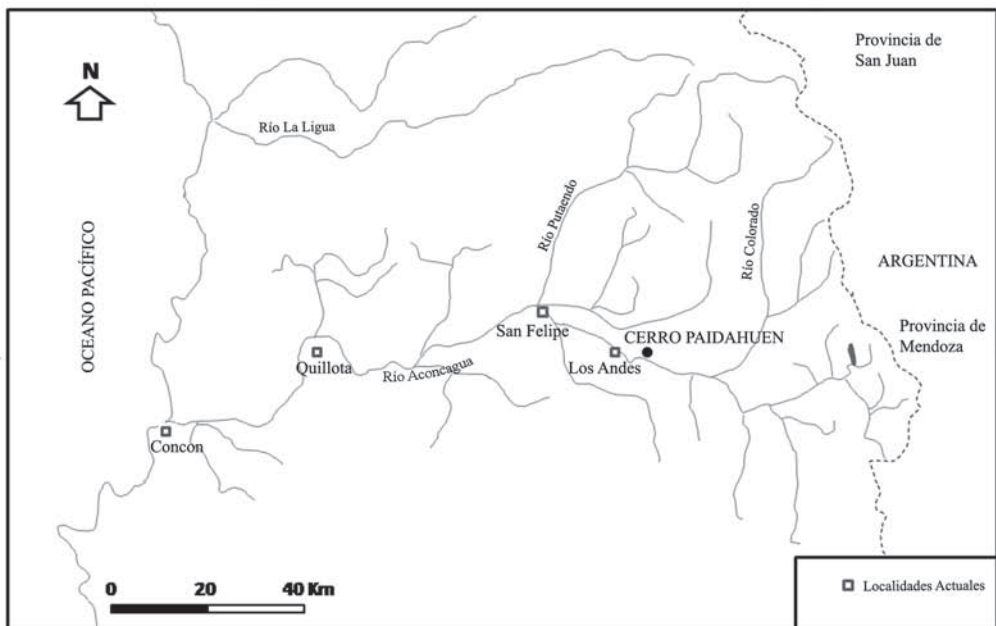 Provincia de
San Juan
N
Río La Ligua
Río Putaendo
Río Colorado
OCEANO PACÍFICO
ARGENTINA
Provincia de
Mendoza
San Felipe
CERRO PAIDAHUEN
Quillota
Los Andes
Río Aconcagua
Concon
0 20 40 Km
Localidades Actuales